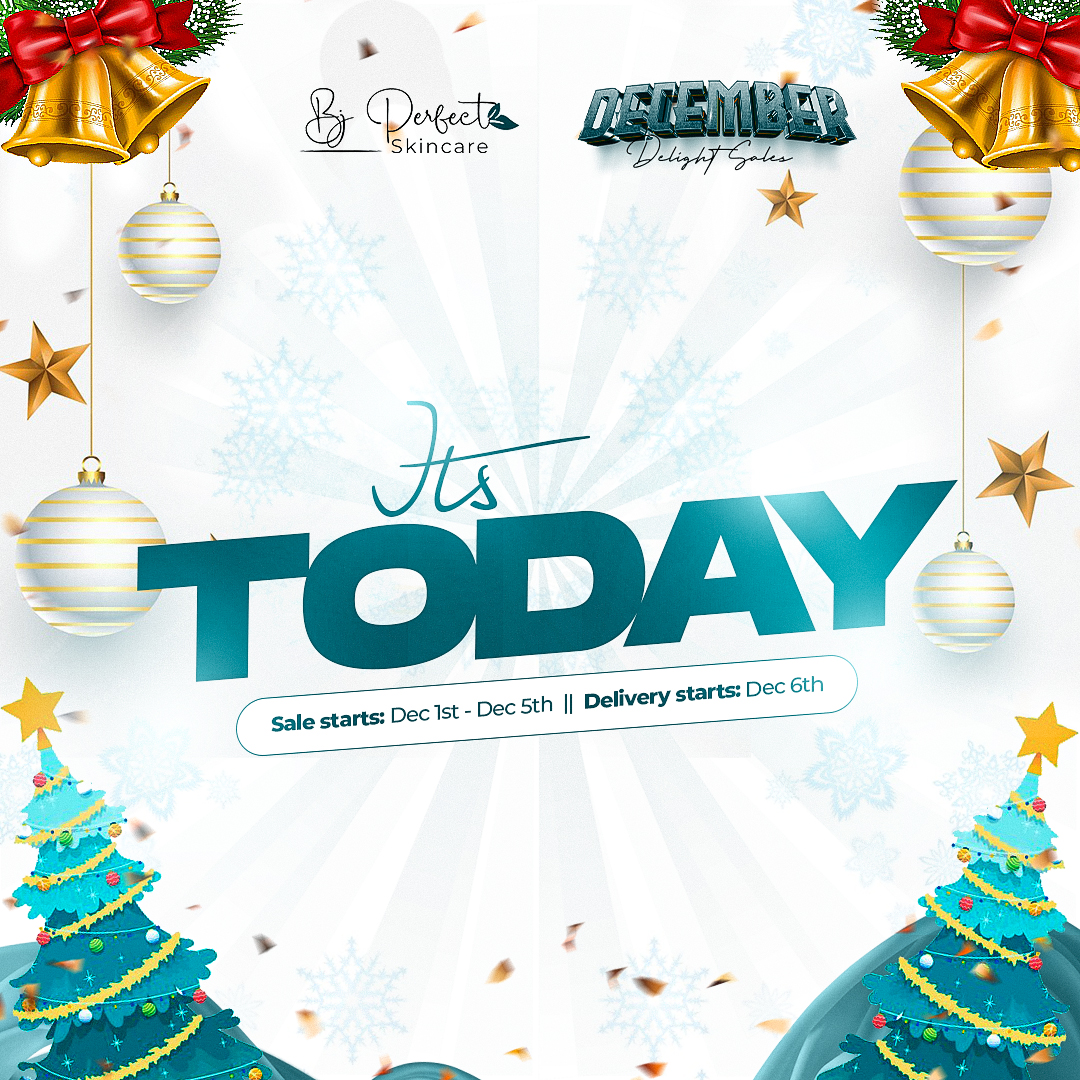 Bj Perfect
Skincare
DECEMBER
Delight Sales
Its
TODAY
Sale starts: Dec 1st - Dec 5th || Delivery starts: Dec 6th